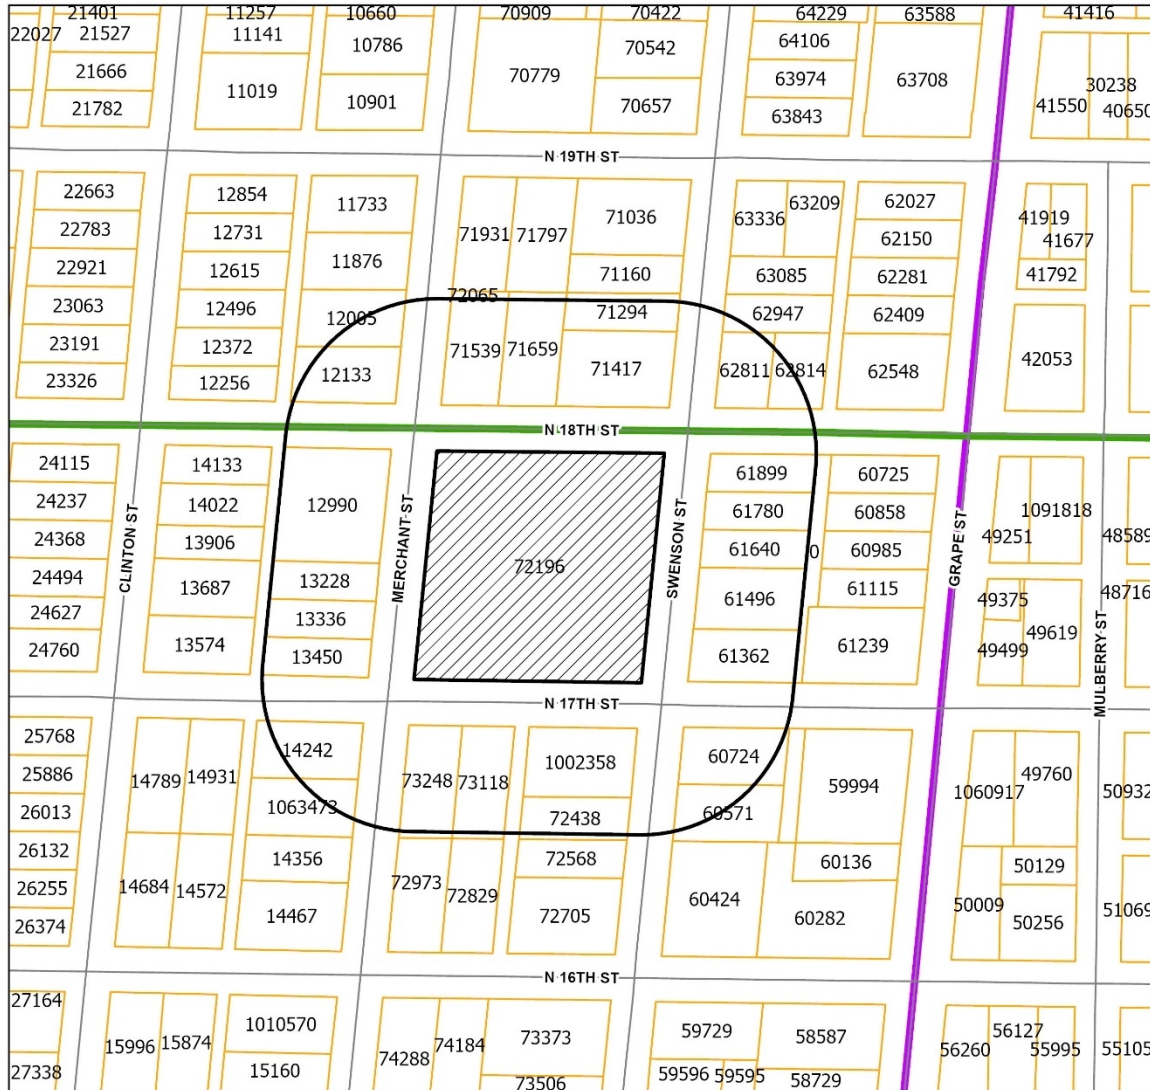 21401 11257 10660 70909 70422 64229 63588 41416
22027 21527 11141 10786 70542 64106
21666 11019 70779 63974 63708 30238
21782 10901 70657 63843 41550 40650
N 19TH ST
22663 12854 11733 71036 63336 63209 62027 41919
22783 12731 71931 71797 62150 41677
22921 12615 11876 71160 63085 62281 41792
23063 12496 12005 72065 71294 62947 62409
23191 12372 71539 71659 42053
23326 12256 12133 71417 62811 62814 62548
N 18TH ST
24115 14133 61899 60725
24237 14022 12990 61780 60858 1091818
24368 13906 61640 0 60985 49251 48589
CLINTON ST
MERCHANT ST
SWENSON ST
GRAPE ST
MULBERRY ST
24494 13687 13228 72196 61496 61115 49375 48716
24627 13336 49619
24760 13574 13450 61362 61239 49499
N 17TH ST
25768 14242 60724 49760
25886 14789 14931 73248 73118 1002358 59994 1060917 50932
26013 1063473 72438 60571
26132 14356 72568 60136 50129
26255 14684 14572 72973 72829 60424 50009
26374 14467 72705 60282 50256 51069
N 16TH ST
27164 1010570 73373 59729 58587 56127
15996 15874 74288 74184 56260 55995 55105
27338 15160 73506 59596 59595 58729